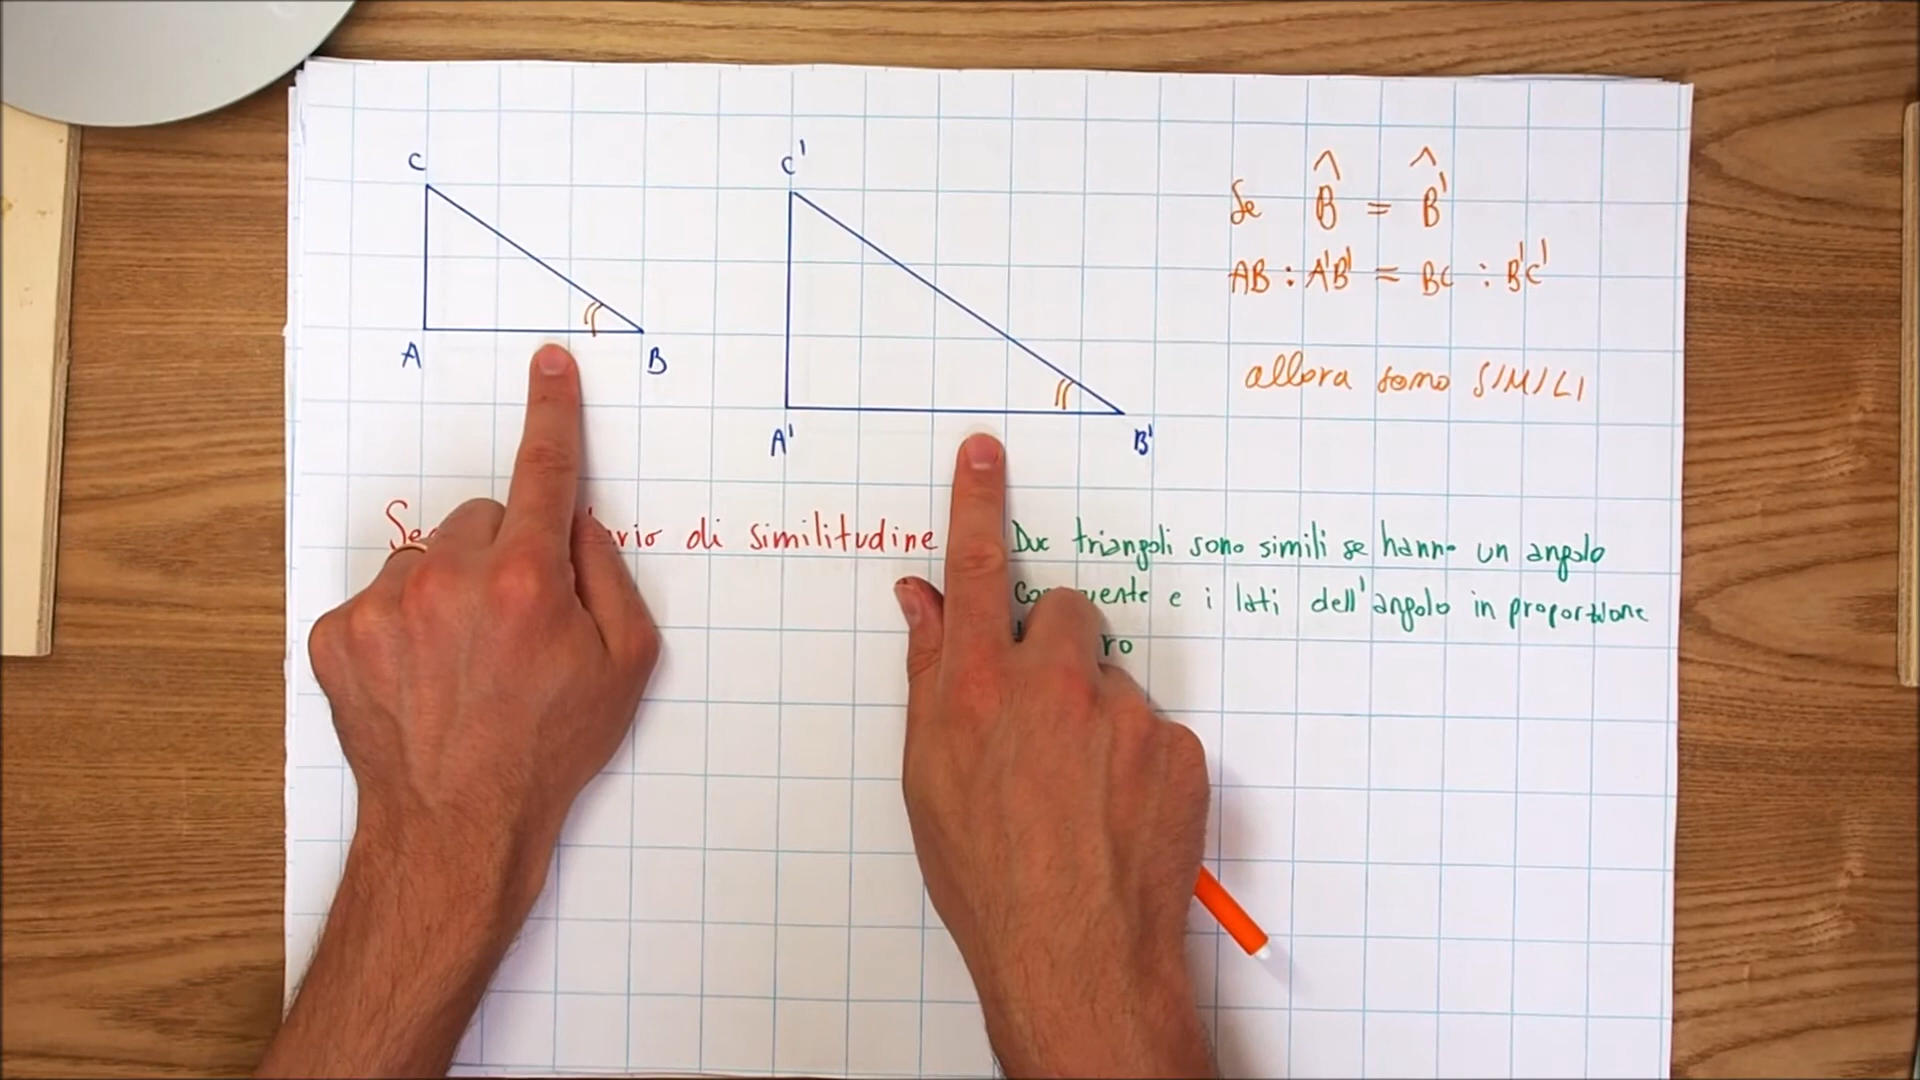 C
C'
A
B
A'
B'
Se B̂ = B̂'
AB : A'B' = BC : B'C'
allora sono SIMILI
di similitudine
Due triangoli sono simili se hanno un angolo
e i lati dell'angolo in proporzione